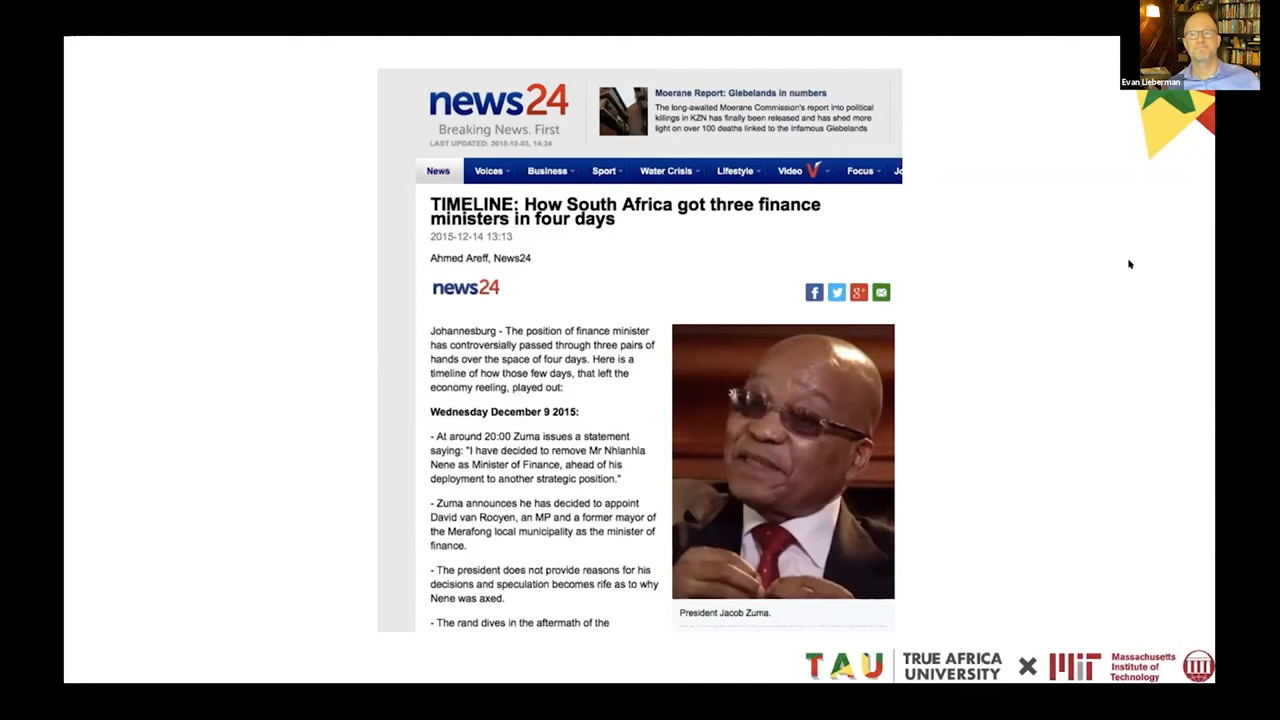 Evan Lieberman
news24
Breaking News. First
LAST UPDATED: 2018-10-03, 14:34
Moerane Report: Glebelands in numbers
The long-awaited Moerane Commission's report into political
killings in KZN has finally been released and has shed more
light on over 100 deaths linked to the infamous Glebelands
News Voices Business Sport Water Crisis Lifestyle Video Focus Jo
TIMELINE: How South Africa got three finance
ministers in four days
2015-12-14 13:13
Ahmed Areff, News24
news24
Johannesburg - The position of finance minister
has controversially passed through three pairs of
hands over the space of four days. Here is a
timeline of how those few days, that left the
economy reeling, played out:
Wednesday December 9 2015:
- At around 20:00 Zuma issues a statement
saying: "I have decided to remove Mr Nhlanhla
Nene as Minister of Finance, ahead of his
deployment to another strategic position."
- Zuma announces he has decided to appoint
David van Rooyen, an MP and a former mayor of
the Merafong local municipality as the minister of
finance.
- The president does not provide reasons for his
decisions and speculation becomes rife as to why
Nene was axed.
- The rand dives in the aftermath of the
President Jacob Zuma.
TAU TRUE AFRICA
UNIVERSITY
MIT Massachusetts
Institute of
Technology